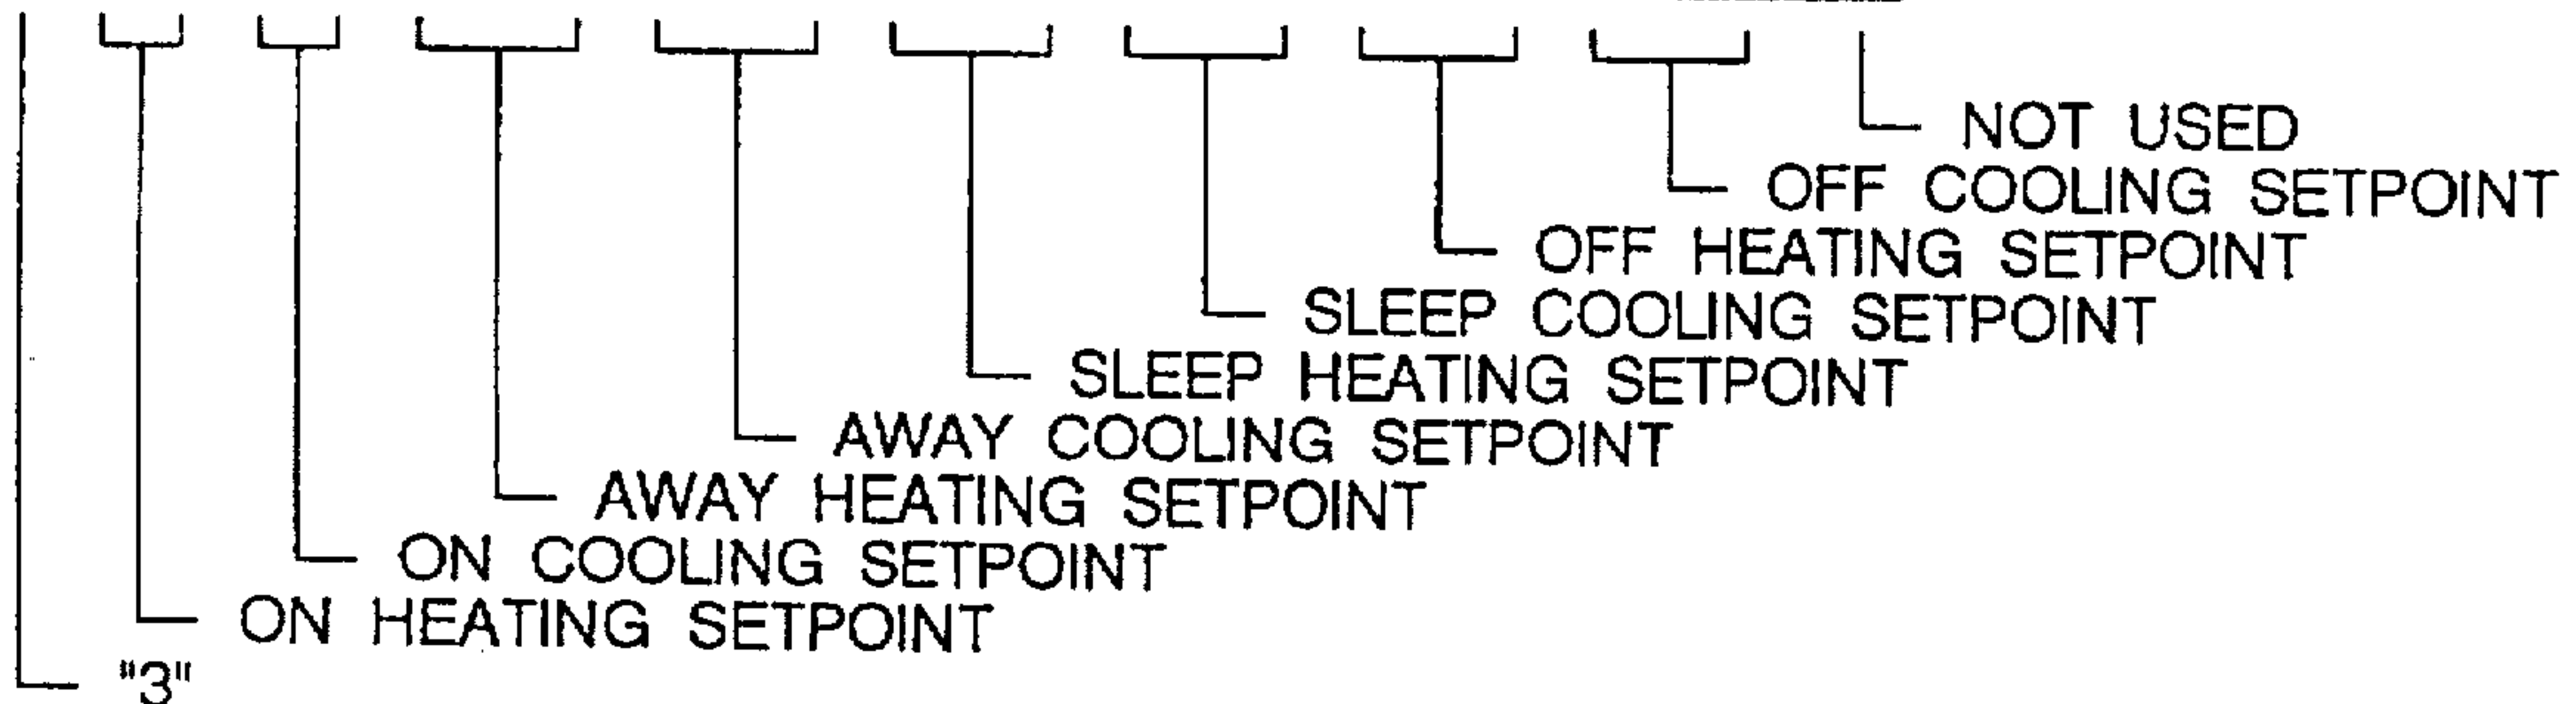 NOT USED
OFF COOLING SETPOINT
OFF HEATING SETPOINT
SLEEP COOLING SETPOINT
SLEEP HEATING SETPOINT
AWAY COOLING SETPOINT
AWAY HEATING SETPOINT
ON COOLING SETPOINT
ON HEATING SETPOINT
"3"